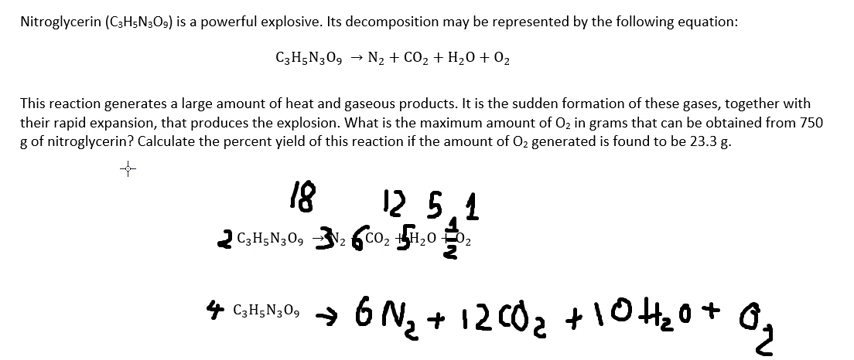 Nitroglycerin (C₃H₅N₃O₉) is a powerful explosive. Its decomposition may be represented by the following equation:
C₃H₅N₃O₉ → N₂ + CO₂ + H₂O + O₂
This reaction generates a large amount of heat and gaseous products. It is the sudden formation of these gases, together with
their rapid expansion, that produces the explosion. What is the maximum amount of O₂ in grams that can be obtained from 750
g of nitroglycerin? Calculate the percent yield of this reaction if the amount of O₂ generated is found to be 23.3 g.
18 12 5 1
2 C₃H₅N₃O₉ → 3 N₂ + 6 CO₂ + 5 H₂O + 1/2 O₂
4 C₃H₅N₃O₉ → 6 N₂ + 12 CO₂ + 10 H₂O + O₂